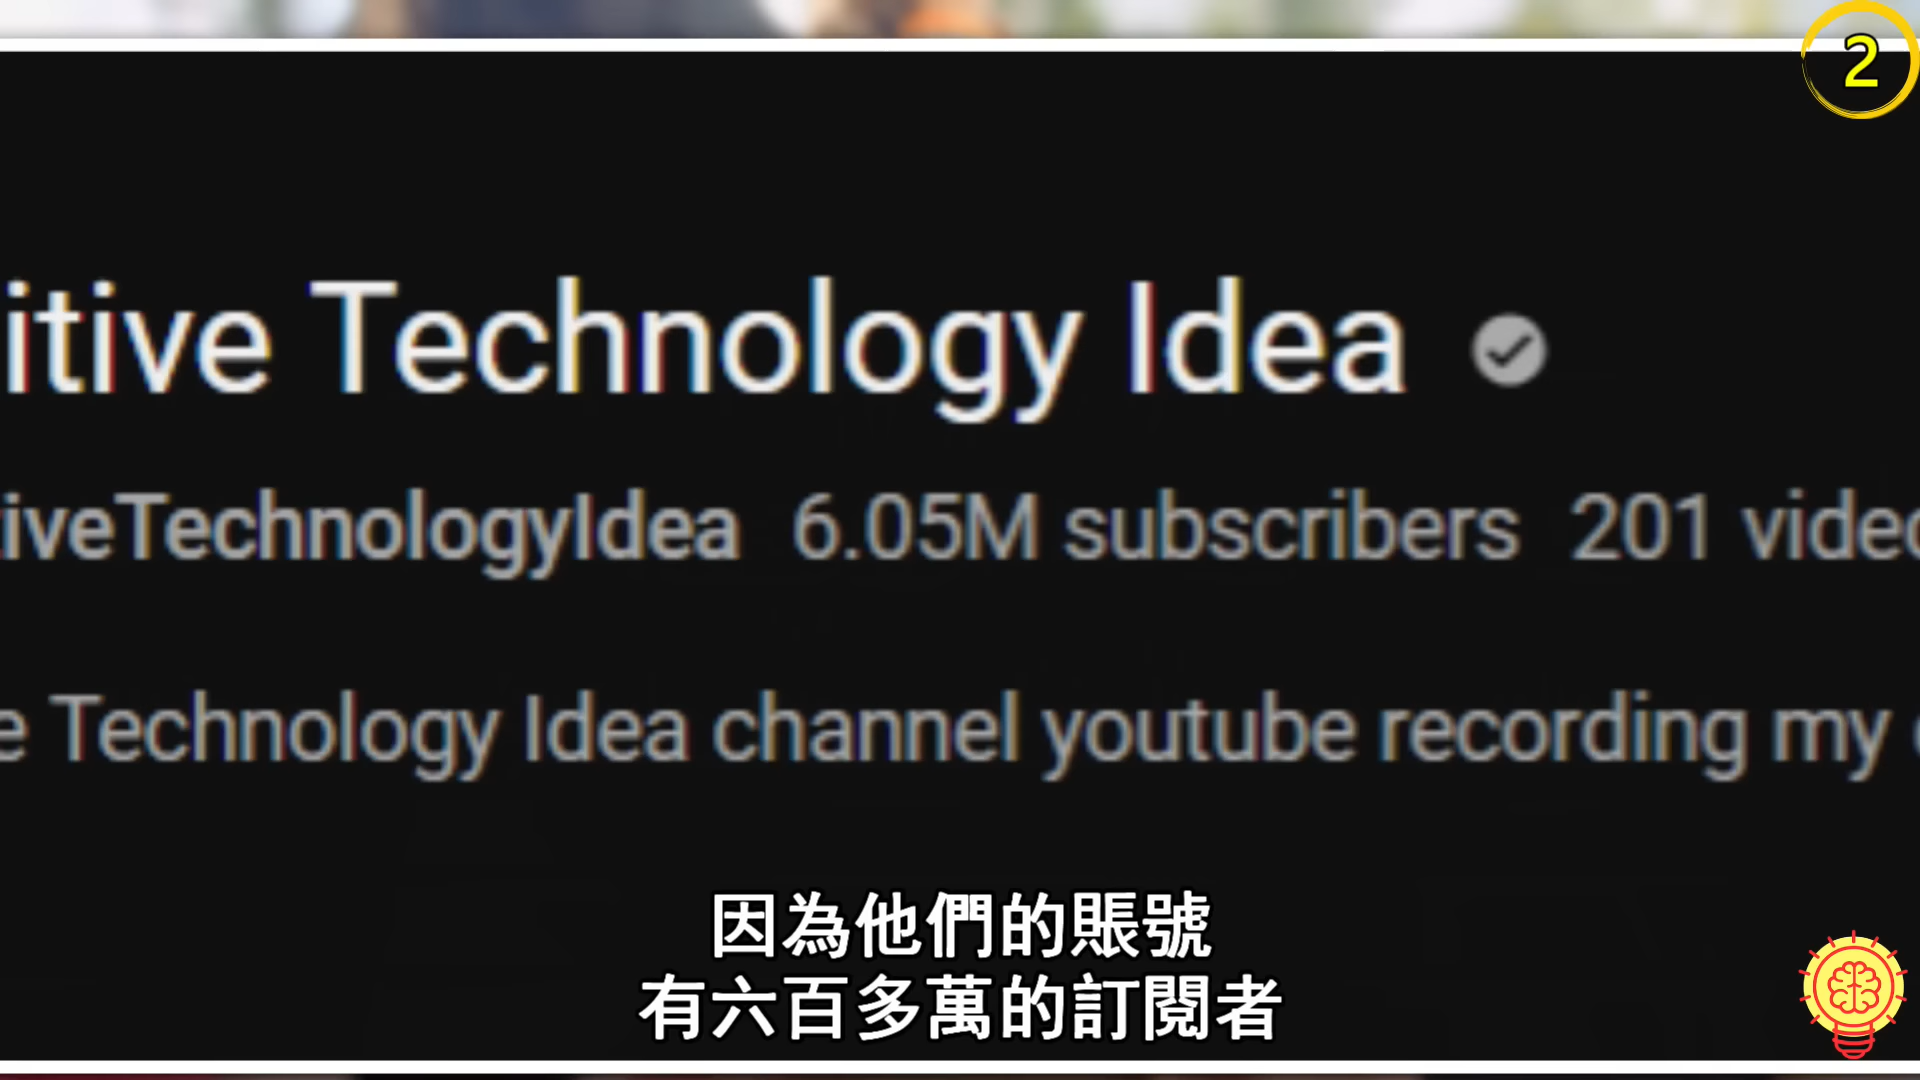 2
itive Technology Idea
iveTechnologyIdea 6.05M subscribers 201 video
e Technology Idea channel youtube recording my
因為他們的賬號
有六百多萬的訂閱者